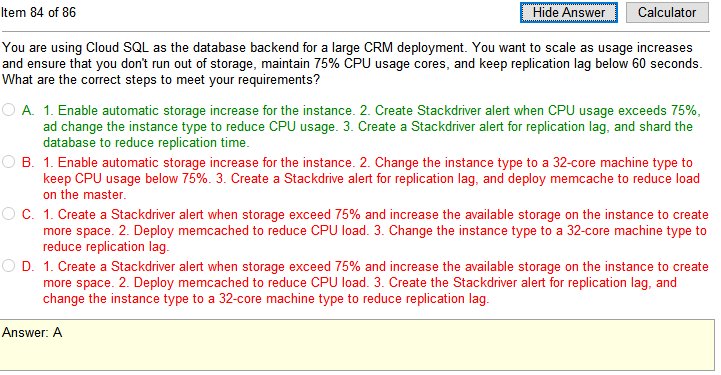 Item 84 of 86
Hide Answer
Calculator
You are using Cloud SQL as the database backend for a large CRM deployment. You want to scale as usage increases
and ensure that you don't run out of storage, maintain 75% CPU usage cores, and keep replication lag below 60 seconds.
What are the correct steps to meet your requirements?
A. 1. Enable automatic storage increase for the instance. 2. Create Stackdriver alert when CPU usage exceeds 75%,
ad change the instance type to reduce CPU usage. 3. Create a Stackdriver alert for replication lag, and shard the
database to reduce replication time.
B. 1. Enable automatic storage increase for the instance. 2. Change the instance type to a 32-core machine type to
keep CPU usage below 75%. 3. Create a Stackdrive alert for replication lag, and deploy memcache to reduce load
on the master.
C. 1. Create a Stackdriver alert when storage exceed 75% and increase the available storage on the instance to create
more space. 2. Deploy memcached to reduce CPU load. 3. Change the instance type to a 32-core machine type to
reduce replication lag.
D. 1. Create a Stackdriver alert when storage exceed 75% and increase the available storage on the instance to create
more space. 2. Deploy memcached to reduce CPU load. 3. Create the Stackdriver alert for replication lag, and
change the instance type to a 32-core machine type to reduce replication lag.
Answer: A